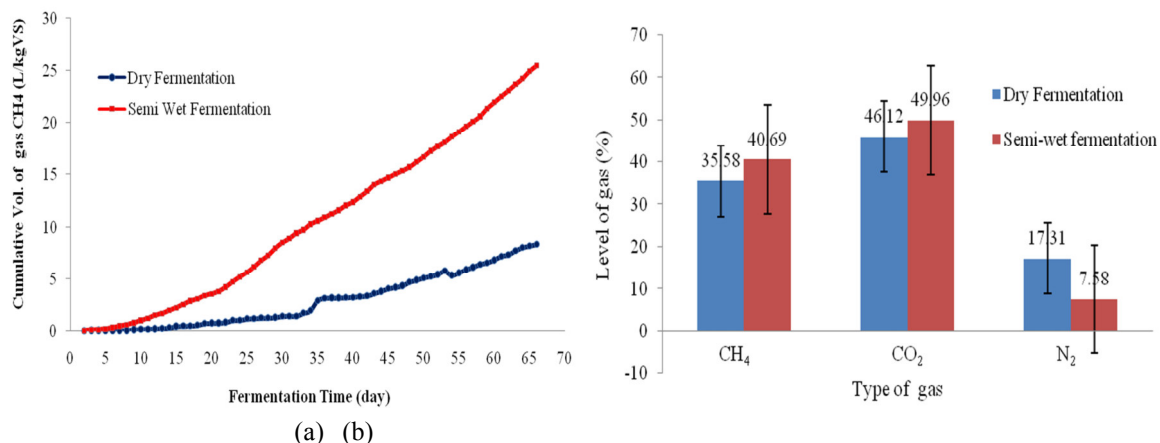 Cummulative Vol. of gas CH4 (L/kgVS)
30
25
20
15
10
5
0
Dry Fermentation
Semi Wet Fermentation
0 5 10 15 20 25 30 35 40 45 50 55 60 65 70
Fermentation Time (day)
Level of gas (%)
70
60
50
40
30
20
10
0
-10
35.58
40.69
46.12
49.96
17.31
7.58
Dry Fermentation
Semi-wet fermentation
CH₄ CO₂ N₂
Type of gas
(a) (b)